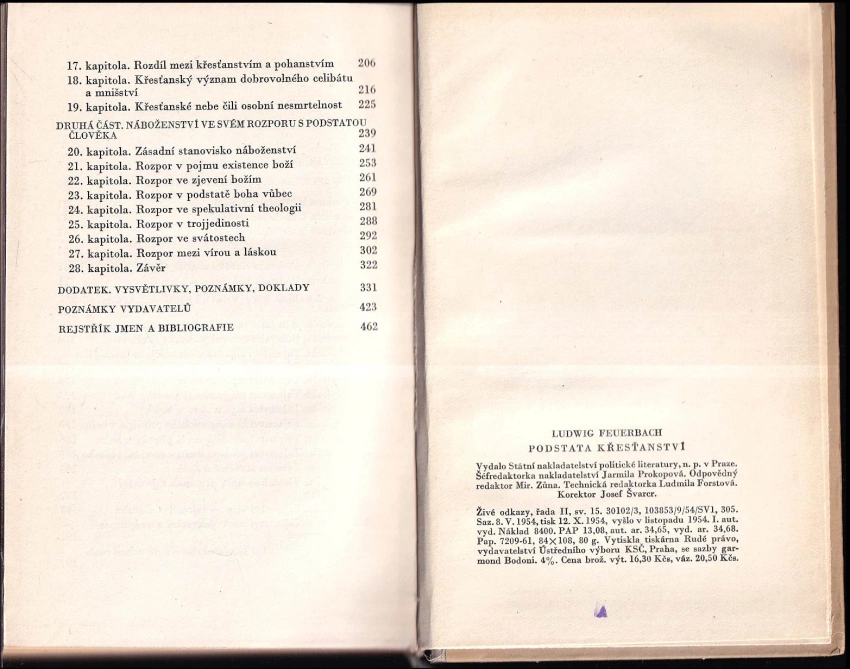 17. kapitola. Rozdíl mezi křesťanstvím a pohanstvím 206
18. kapitola. Křesťanský význam dobrovolného celibátu
a mnišství 216
19. kapitola. Křesťanské nebe čili osobní nesmrtelnost 225
DRUHÁ ČÁST. NÁBOŽENSTVÍ VE SVÉM ROZPORU S PODSTATOU
ČLOVĚKA 239
20. kapitola. Zásadní stanovisko náboženství 241
21. kapitola. Rozpor v pojmu existence boží 253
22. kapitola. Rozpor ve zjevení božím 261
23. kapitola. Rozpor v podstatě boha vůbec 269
24. kapitola. Rozpor ve spekulativní theologii 281
25. kapitola. Rozpor v trojjedinosti 288
26. kapitola. Rozpor ve svátostech 292
27. kapitola. Rozpor mezi vírou a láskou 302
28. kapitola. Závěr 322
DODATEK. VYSVĚTLIVKY, POZNÁMKY, DOKLADY 331
POZNÁMKY VYDAVATELŮ 423
REJSTŘÍK JMEN A BIBLIOGRAFIE 462
LUDWIG FEUERBACH
PODSTATA KŘESŤANSTVÍ
Vydalo Státní nakladatelství politické literatury, n. p. v Praze.
Šéfredaktorka nakladatelství Jarmila Prokopová. Odpovědný
redaktor Mir. Zůna. Technická redaktorka Ludmila Forstová.
Korektor Josef Švarcr.
Živé odkazy, řada II, sv. 15. 30102/3, 103853/9/54/SV1, 305.
Saz. 8. V. 1954, tisk 12. X. 1954, vyšlo v listopadu 1954. I. aut.
vyd. Náklad 8400. PAP 13,08, aut. ar. 34,65, vyd. ar. 34,68.
Pap. 7209-61, 84×108, 80 g. Vytiskla tiskárna Rudé právo,
vydavatelství Ústředního výboru KSČ, Praha, se sazby gar-
mond Bodoni. 4%. Cena brož. výt. 16,30 Kčs, váz. 20,50 Kčs.